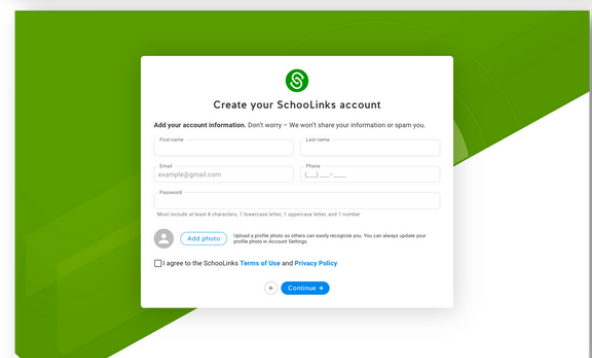 Create your SchooLinks account
Add your account information. Don't worry – We won't share your information or spam you.
First name
Last name
Email
example@gmail.com
Phone
(___) ___-____
Password
Must include at least 8 characters, 1 lowercase letter, 1 uppercase letter, and 1 number
Add photo
Upload a profile photo so others can easily recognize you. You can always update your
profile photo in Account Settings.
I agree to the SchooLinks Terms of Use and Privacy Policy
Continue →